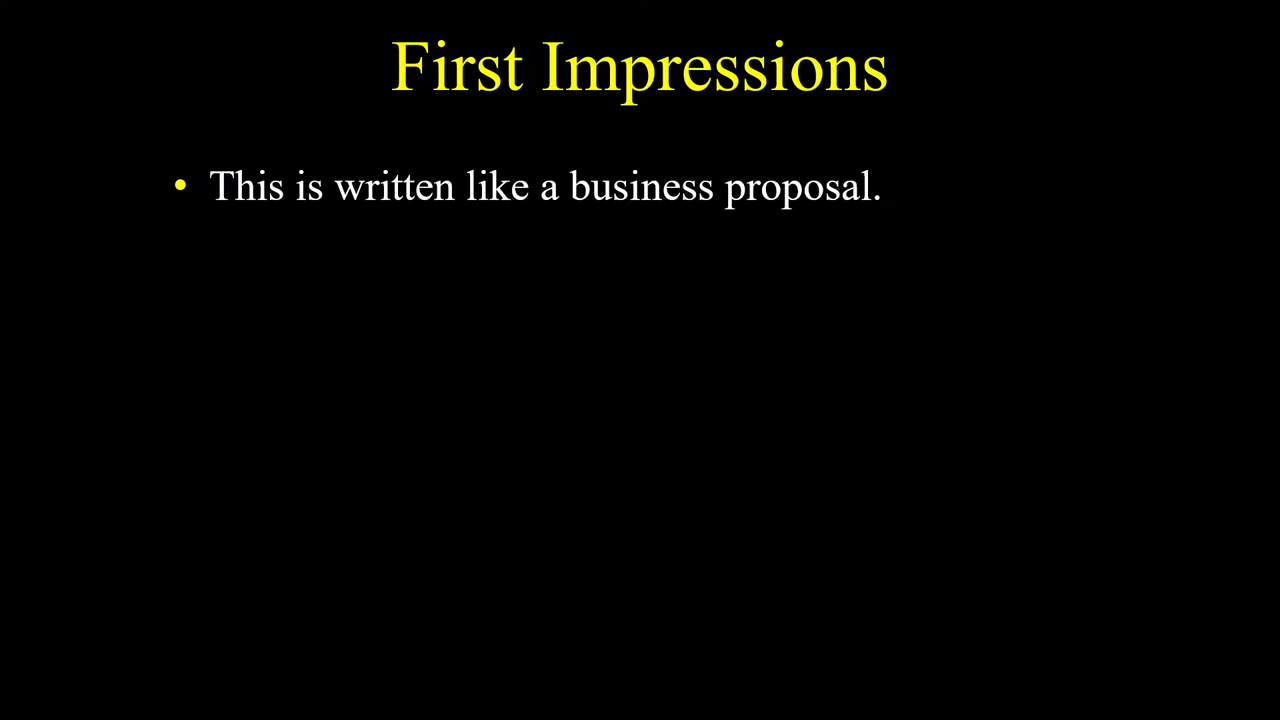 First Impressions
• This is written like a business proposal.